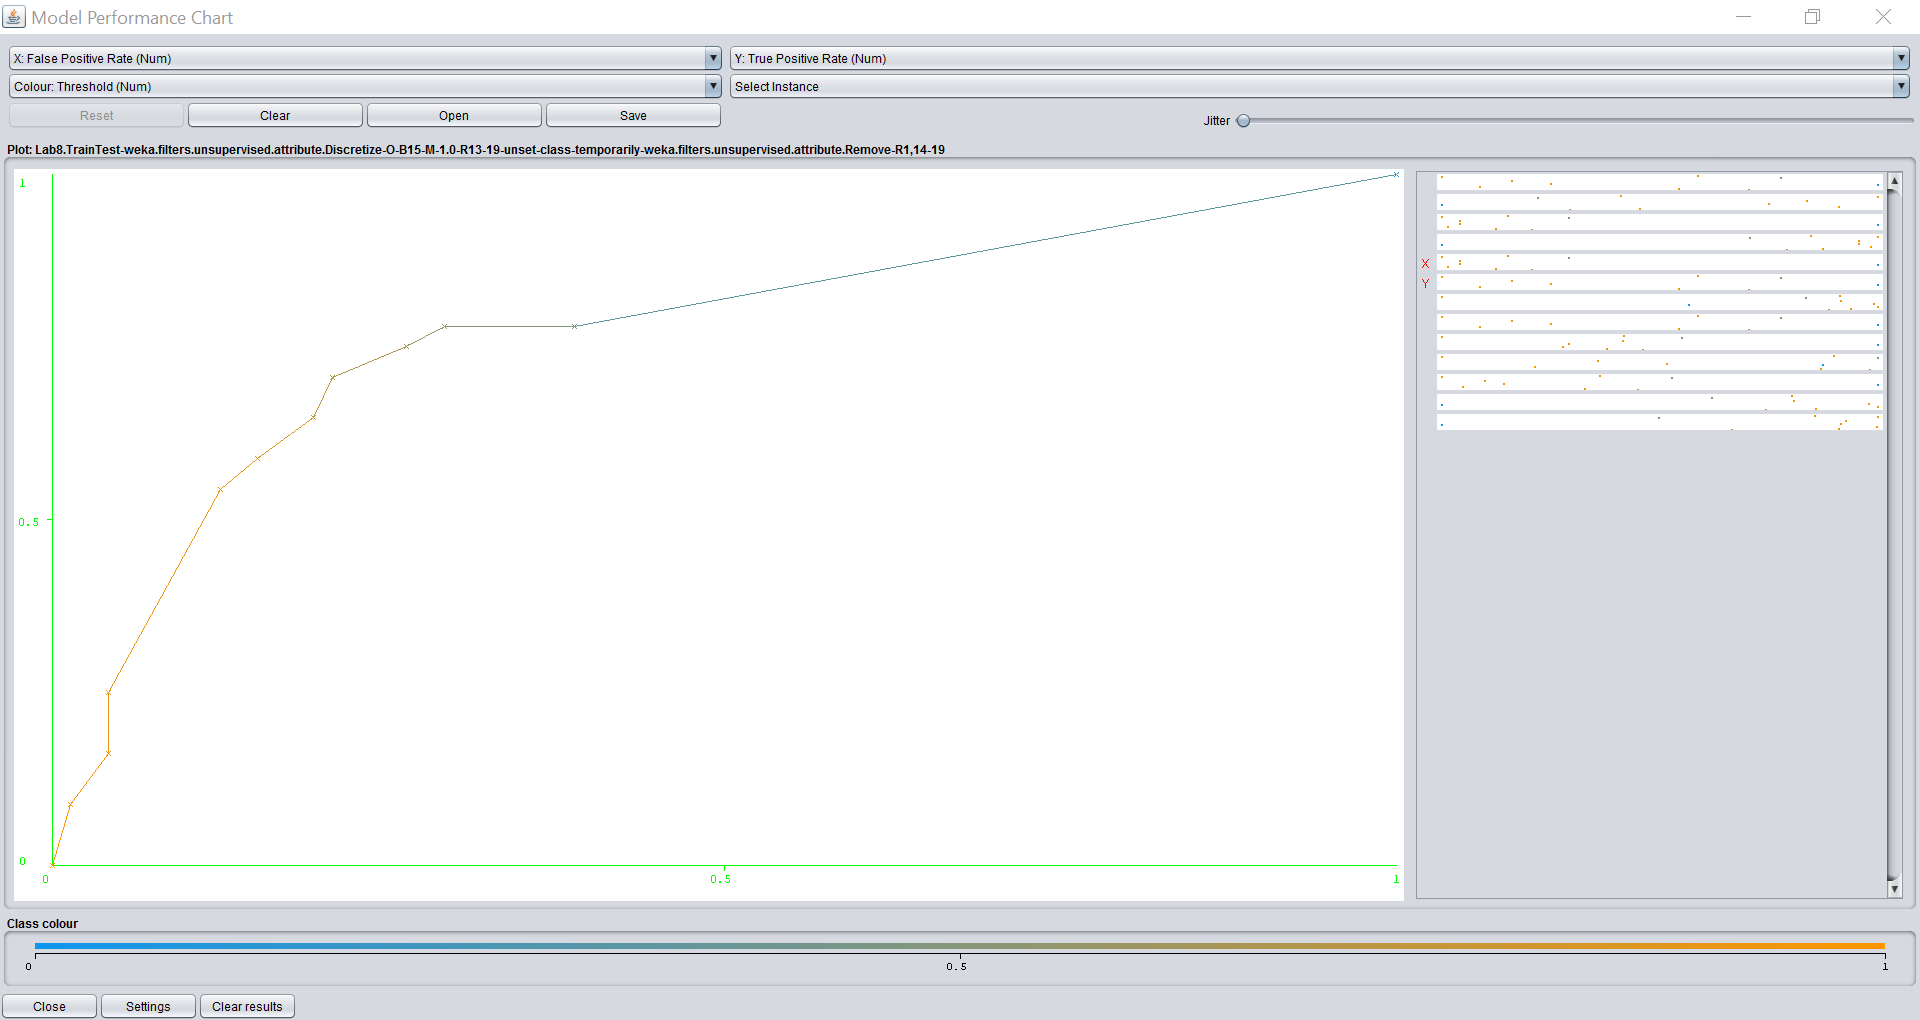 Model Performance Chart
X: False Positive Rate (Num)
Y: True Positive Rate (Num)
Colour: Threshold (Num)
Select Instance
Reset
Clear
Open
Save
Jitter
Plot: Lab8.TrainTest-weka.filters.unsupervised.attribute.Discretize-O-B15-M-1.0-R13-19-unset-class-temporarily-weka.filters.unsupervised.attribute.Remove-R1,14-19
1
X
Y
0.5
0
0
0.5
1
Class colour
0
0.5
1
Close
Settings
Clear results